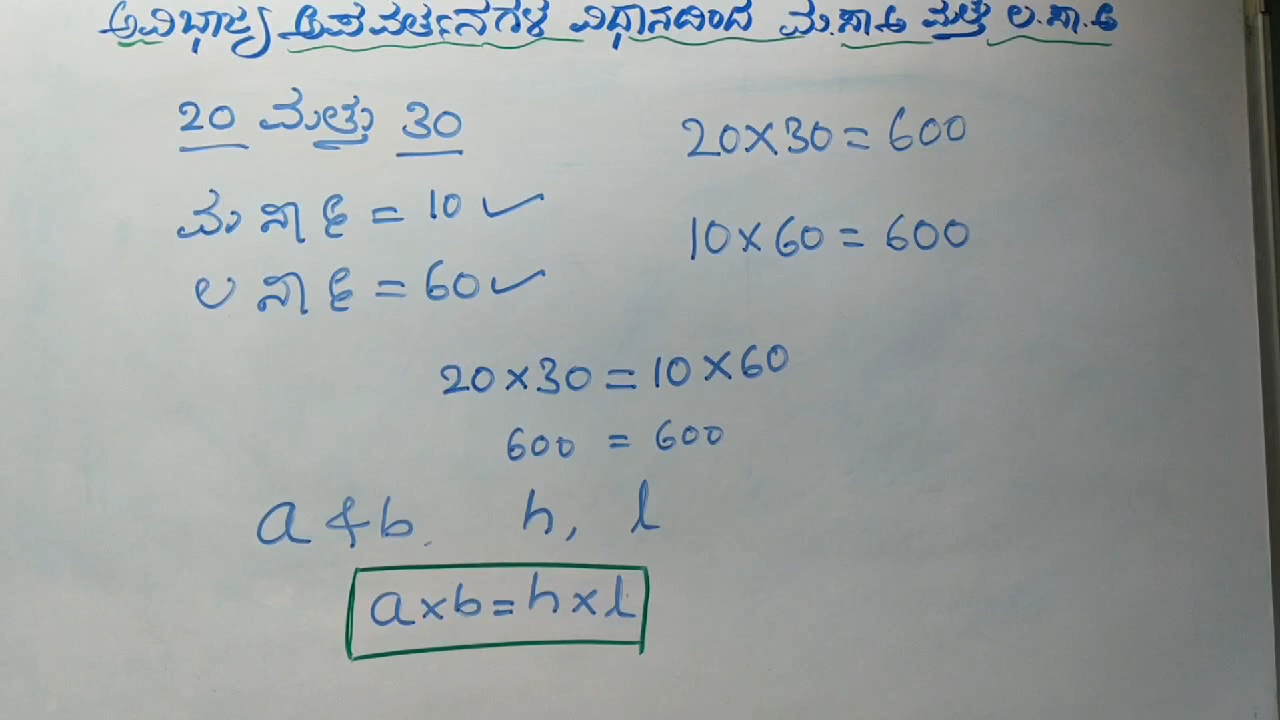 ಅವಿಭಾಜ್ಯ ಅಪವರ್ತನಗಳ ವಿಧಾನದಿಂದ ಮ.ಸಾ.ಅ ಮತ್ತು ಲ.ಸಾ.ಅ
20 ಮತ್ತು 30
ಮ ಸಾ ಅ = 10 ✓
ಲ ಸಾ ಅ = 60 ✓
20×30=600
10×60=600
20×30=10×60
600 = 600
a & b. h, l
a×b=h×l